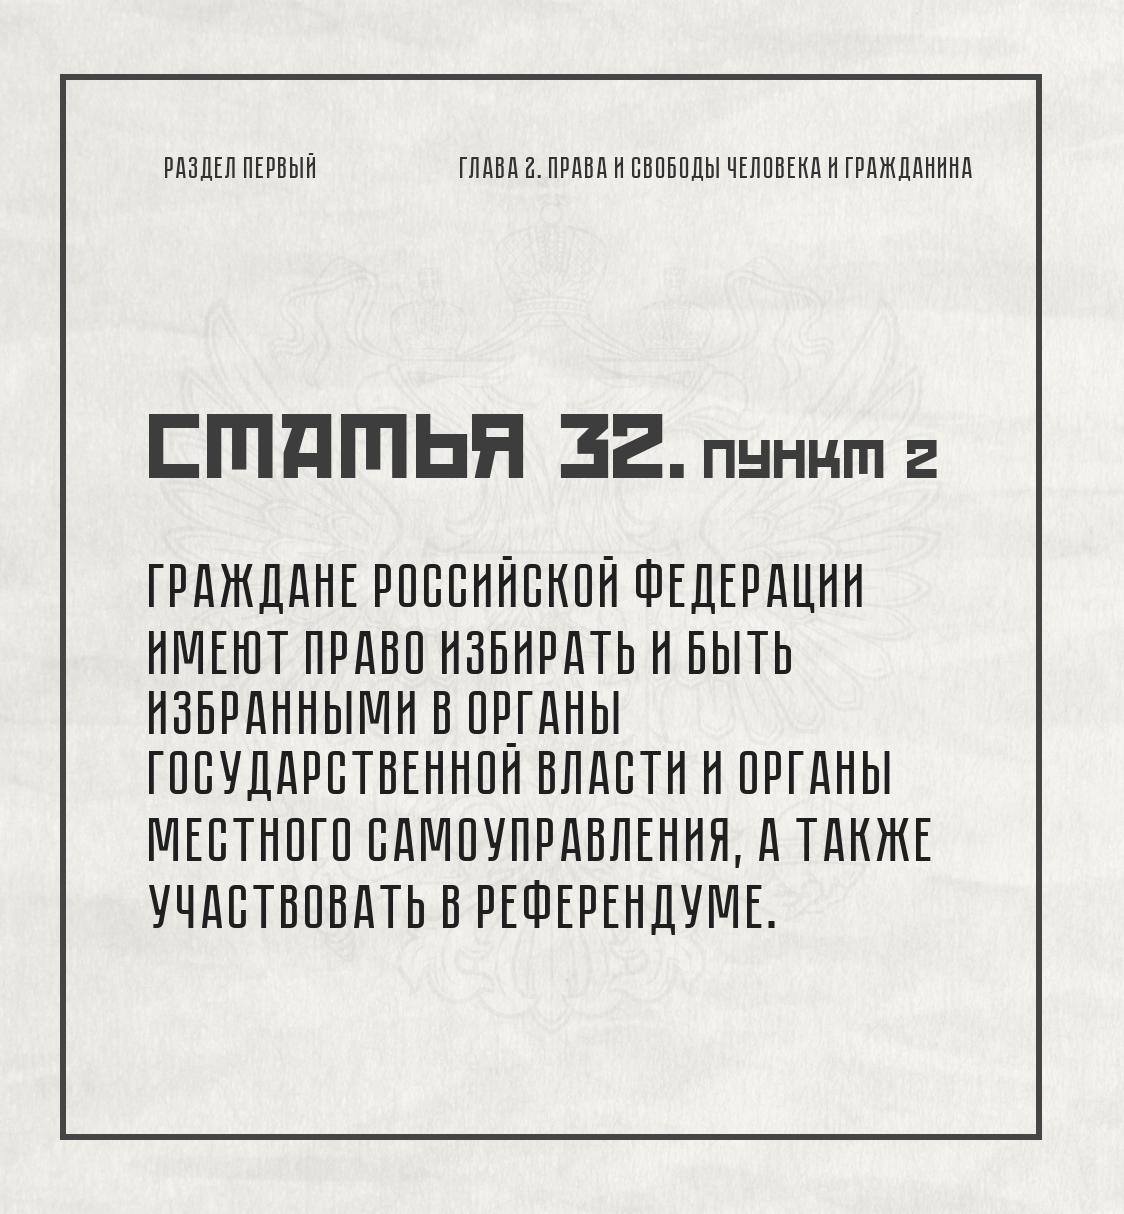 РАЗДЕЛ ПЕРВЫЙ
ГЛАВА 2. ПРАВА И СВОБОДЫ ЧЕЛОВЕКА И ГРАЖДАНИНА
СТАТЬЯ 32. ПУНКТ 2
ГРАЖДАНЕ РОССИЙСКОЙ ФЕДЕРАЦИИ
ИМЕЮТ ПРАВО ИЗБИРАТЬ И БЫТЬ
ИЗБРАННЫМИ В ОРГАНЫ
ГОСУДАРСТВЕННОЙ ВЛАСТИ И ОРГАНЫ
МЕСТНОГО САМОУПРАВЛЕНИЯ, А ТАКЖЕ
УЧАСТВОВАТЬ В РЕФЕРЕНДУМЕ.